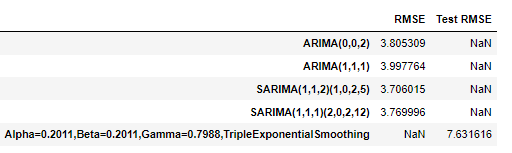 RMSE Test RMSE
ARIMA(0,0,2) 3.805309 NaN
ARIMA(1,1,1) 3.997764 NaN
SARIMA(1,1,2)(1,0,2,5) 3.706015 NaN
SARIMA(1,1,1)(2,0,2,12) 3.769996 NaN
Alpha=0.2011,Beta=0.2011,Gamma=0.7988,TripleExponentialSmoothing NaN 7.631616